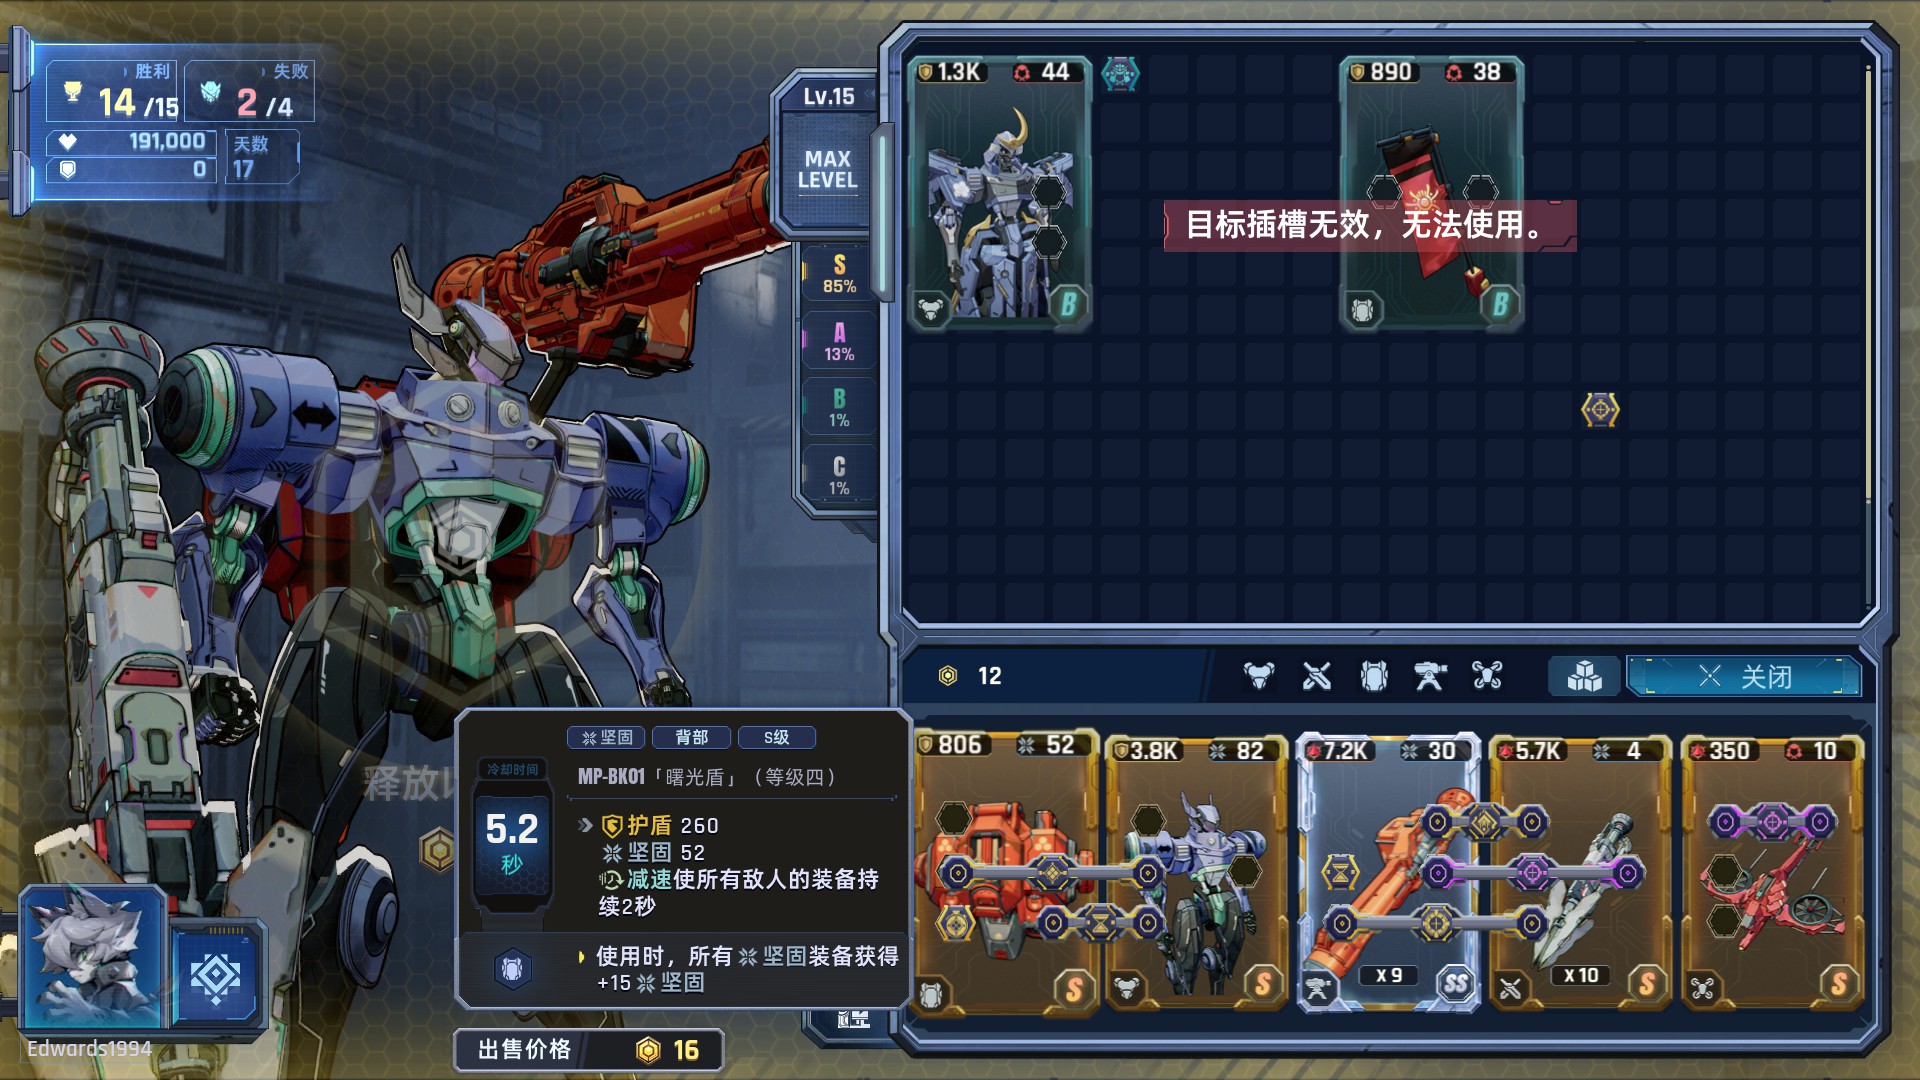 胜利
14 /15
失败
2 /4
191,000
0
天数
17
Lv.15
MAX
LEVEL
S
85%
A
13%
B
1%
C
1%
1.3K 44
B
890 38
B
目标插槽无效，无法使用。
12
关闭
806 52
S
3.8K 82
S
7.2K 30
x 9
SS
5.7K 4
x 10
S
350 10
S
释放
坚固 背部 S级
冷却时间
5.2
秒
MP-BK01「曙光盾」（等级四）
护盾 260
坚固 52
减速使所有敌人的装备持
续2秒
使用时，所有坚固装备获得
+15 坚固
出售价格 16
Edwards1994